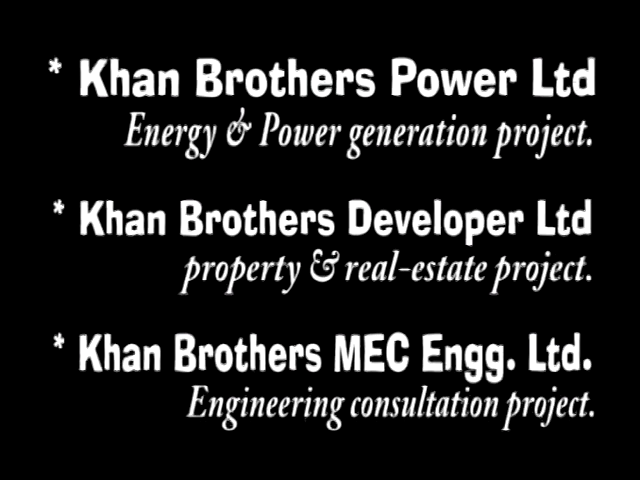 * Khan Brothers Power Ltd
Energy & Power generation project.
* Khan Brothers Developer Ltd
property & real-estate project.
* Khan Brothers MEC Engg. Ltd.
Engineering consultation project.